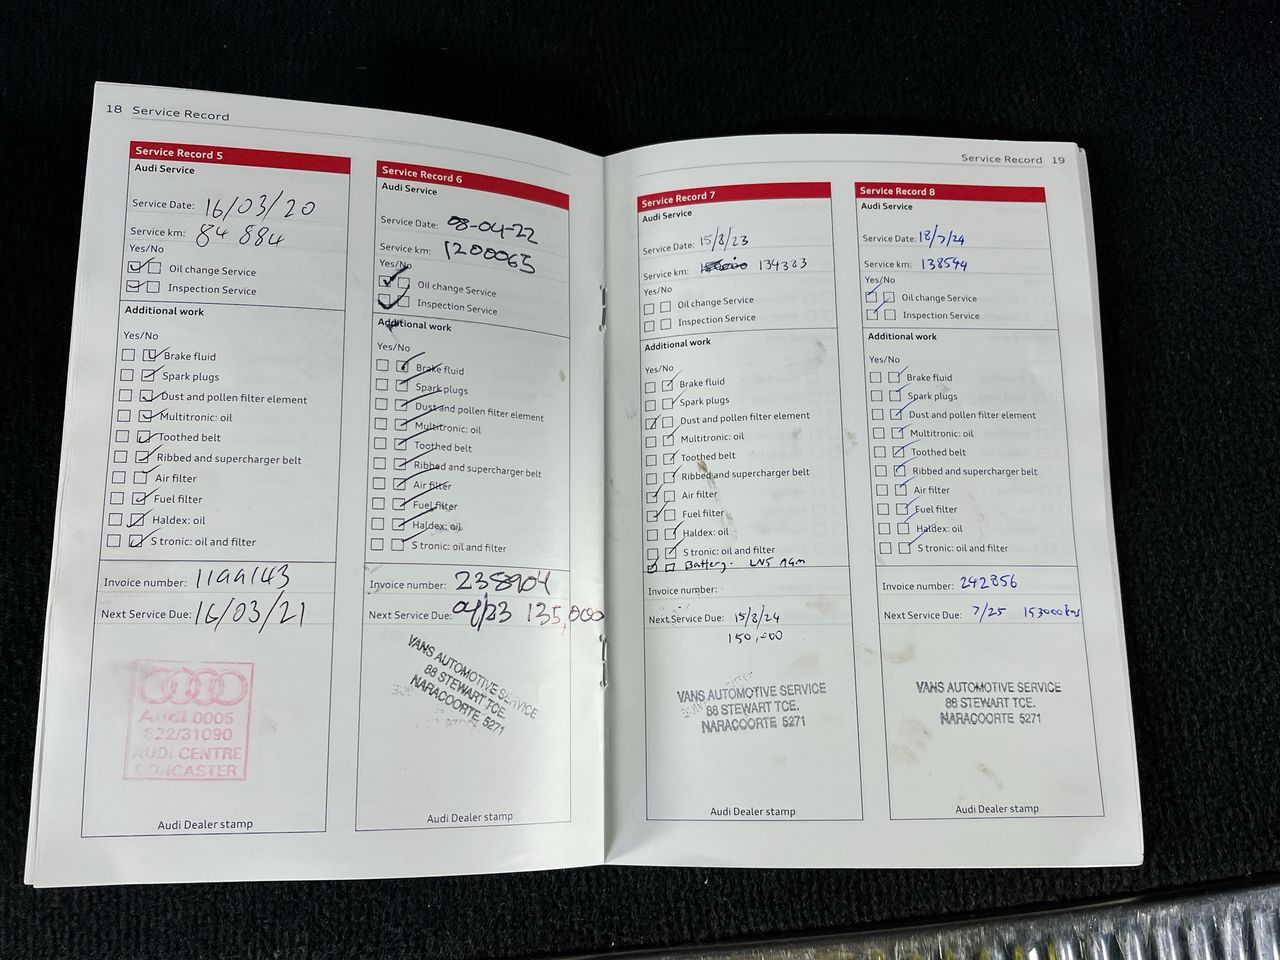 18 Service Record
Service Record 5
Audi Service
Service Date: 16/03/20
Service km: 84 884
Yes/No
Oil change Service
Inspection Service
Additional work
Yes/No
Brake fluid
Spark plugs
Dust and pollen filter element
Multitronic: oil
Toothed belt
Ribbed and supercharger belt
Air filter
Fuel filter
Haldex: oil
S tronic: oil and filter
Invoice number:
Next Service Due: 16/03/21
Audi 0005
822/31090
AUDI CENTRE
DONCASTER
Audi Dealer stamp
Service Record 6
Audi Service
Service Date: 08-04-22
Service km: 1200065
Yes/No
Oil change Service
Inspection Service
Additional work
Yes/No
Brake fluid
Spark plugs
Dust and pollen filter element
Multitronic: oil
Toothed belt
Ribbed and supercharger belt
Air filter
Fuel filter
Haldex: oil
S tronic: oil and filter
Invoice number: 238904
Next Service Due: 04/23 135,000
VANS AUTOMOTIVE SERVICE
88 STEWART TCE.
NARACOORTE 5271
Audi Dealer stamp
Service Record 19
Service Record 7
Audi Service
Service Date: 15/8/23
Service km: 134383
Yes/No
Oil change Service
Inspection Service
Additional work
Yes/No
Brake fluid
Spark plugs
Dust and pollen filter element
Multitronic: oil
Toothed belt
Ribbed and supercharger belt
Air filter
Fuel filter
Haldex: oil
S tronic: oil and filter
Battery. LN5 AGM
Invoice number:
Next Service Due: 15/8/24
150,000
VANS AUTOMOTIVE SERVICE
88 STEWART TCE.
NARACOORTE 5271
Audi Dealer stamp
Service Record 8
Audi Service
Service Date: 18/7/24
Service km: 138594
Yes/No
Oil change Service
Inspection Service
Additional work
Yes/No
Brake fluid
Spark plugs
Dust and pollen filter element
Multitronic: oil
Toothed belt
Ribbed and supercharger belt
Air filter
Fuel filter
Haldex: oil
S tronic: oil and filter
Invoice number: 242856
Next Service Due: 7/25 153000kms
VANS AUTOMOTIVE SERVICE
88 STEWART TCE.
NARACOORTE 5271
Audi Dealer stamp